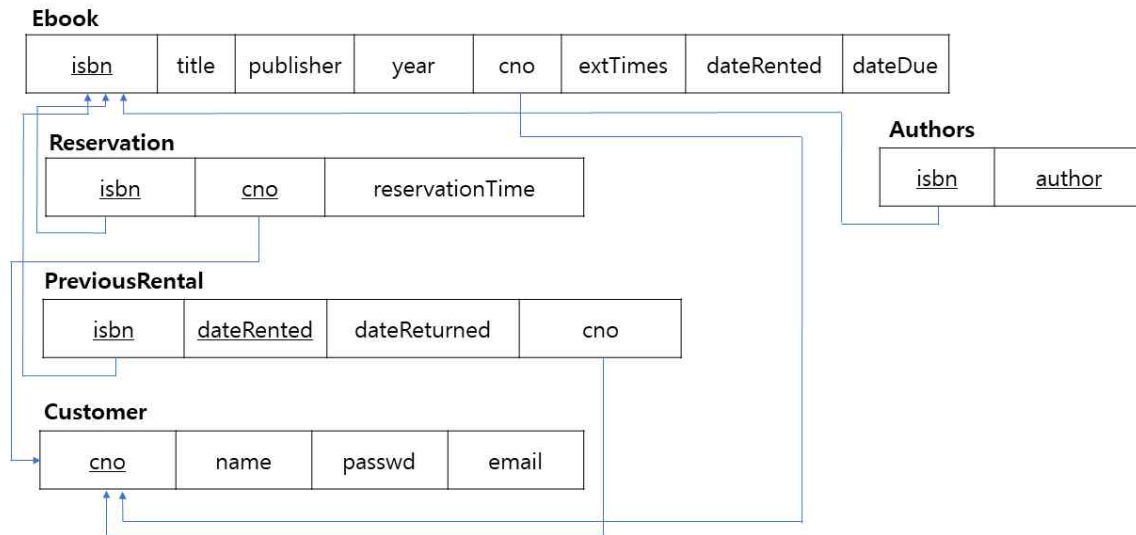 Ebook
isbn title publisher year cno extTimes dateRented dateDue
Reservation
isbn cno reservationTime
Authors
isbn author
PreviousRental
isbn dateRented dateReturned cno
Customer
cno name passwd email